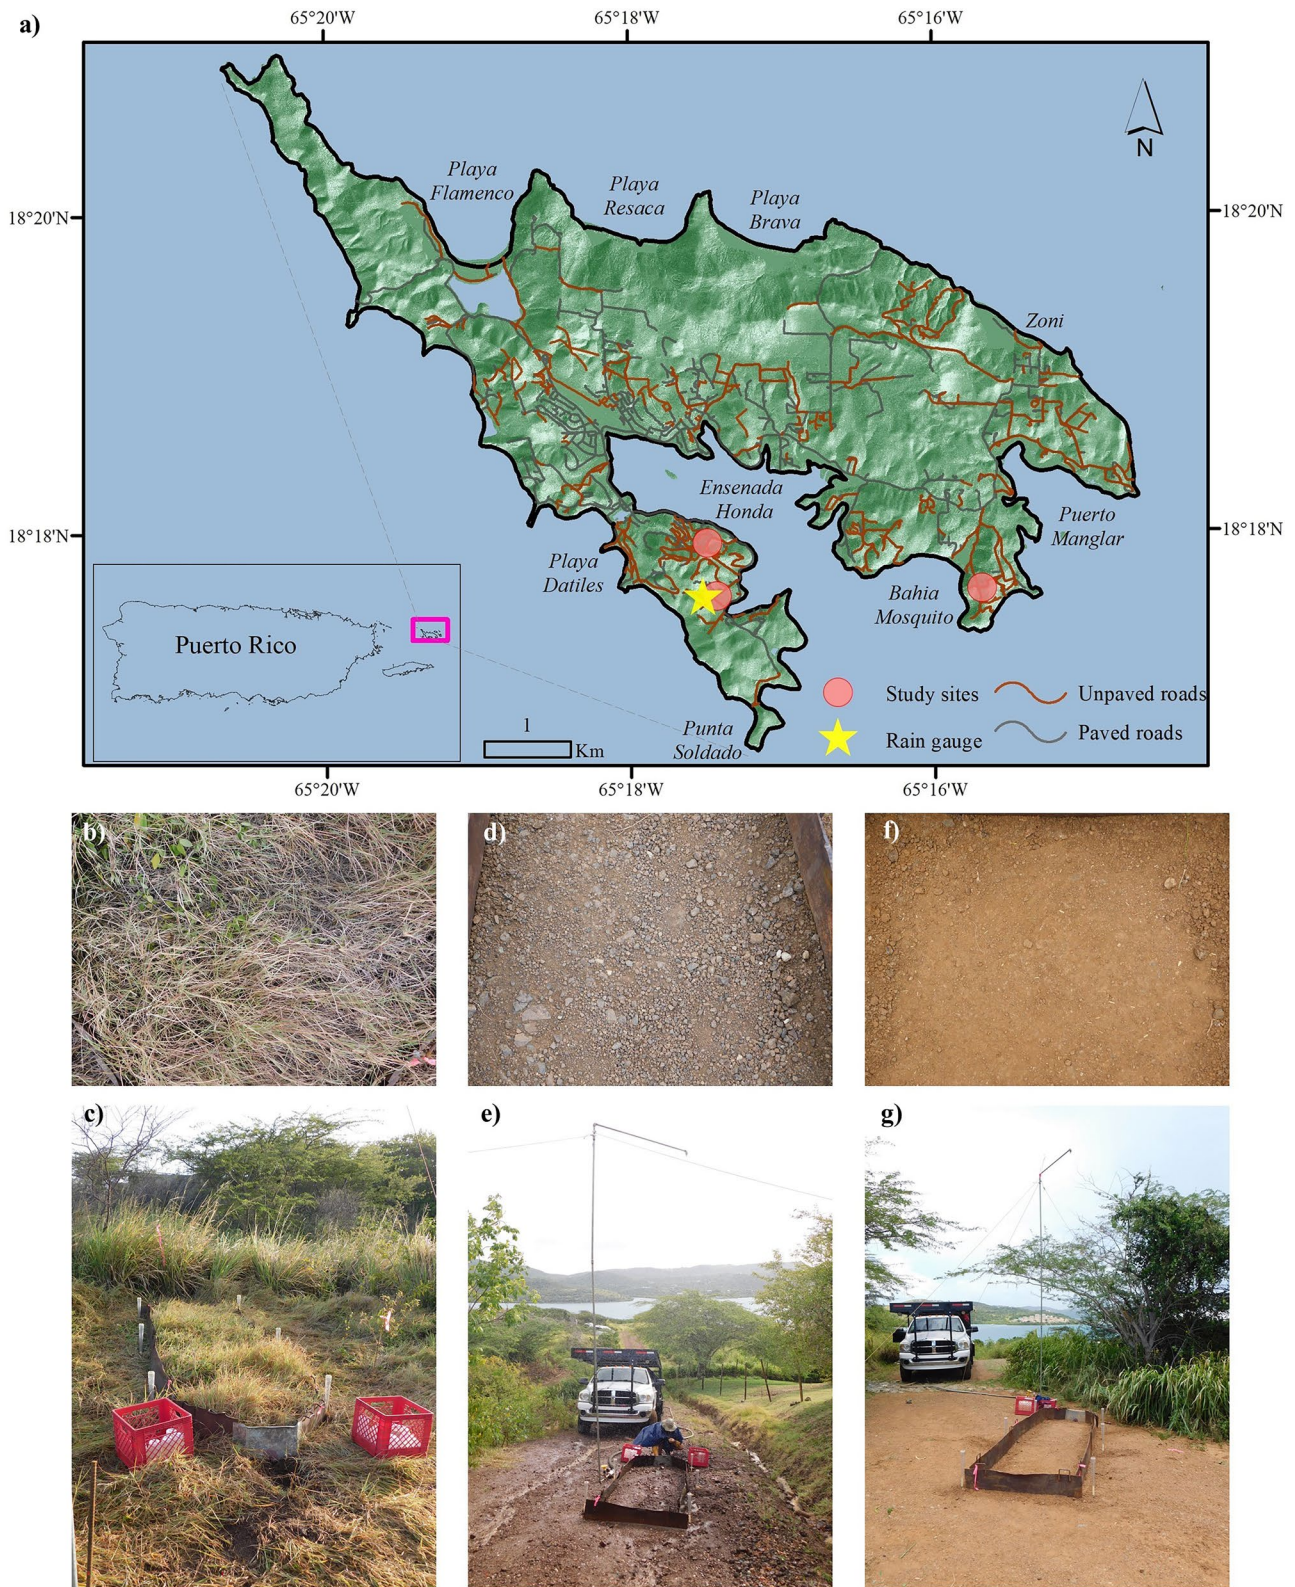 a)
65°20'W
65°18'W
65°16'W
N
Playa
Flamenco
Playa
Resaca
Playa
Brava
18°20'N
18°20'N
Zoni
Ensenada
Honda
Puerto
Manglar
18°18'N
18°18'N
Playa
Datiles
Bahia
Mosquito
Puerto Rico
Study sites
Unpaved roads
Punta
Soldado
1
Km
Rain gauge
Paved roads
65°20'W
65°18'W
65°16'W
b)
d)
f)
c)
e)
g)